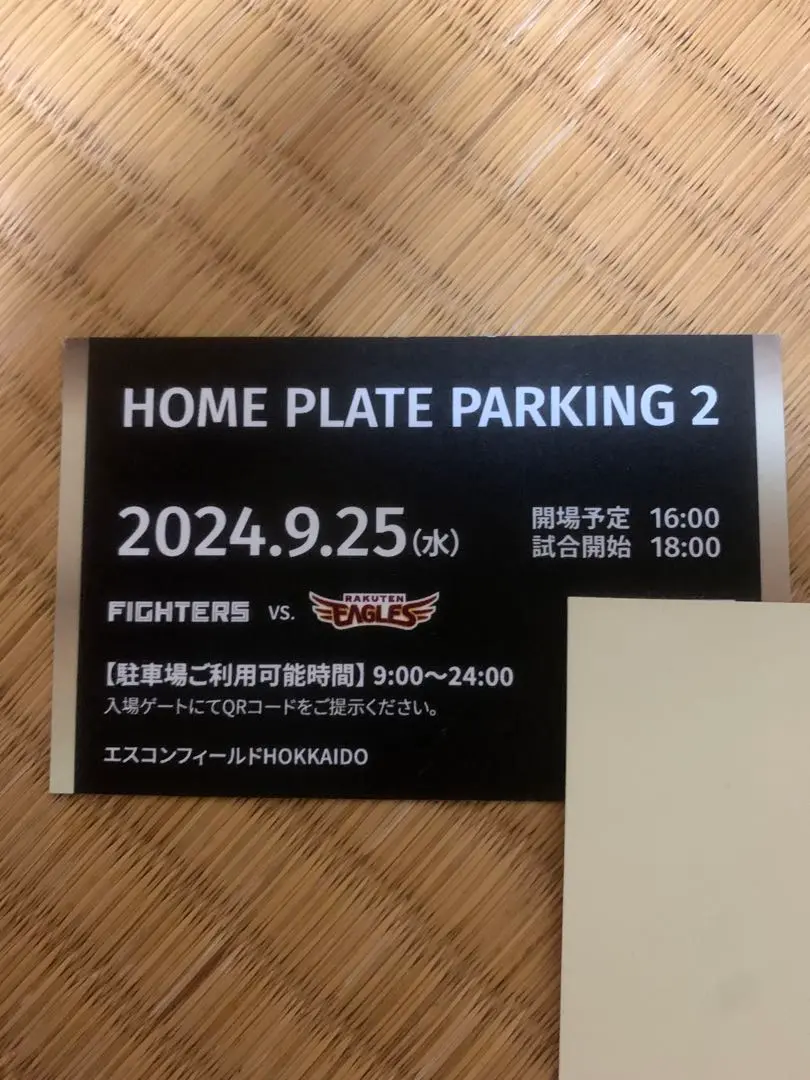 HOME PLATE PARKING 2
2024.9.25(水)
開場予定 16:00
試合開始 18:00
FIGHTERS VS. RAKUTEN EAGLES
【駐車場ご利用可能時間】9:00〜24:00
入場ゲートにてQRコードをご提示ください。
エスコンフィールドHOKKAIDO